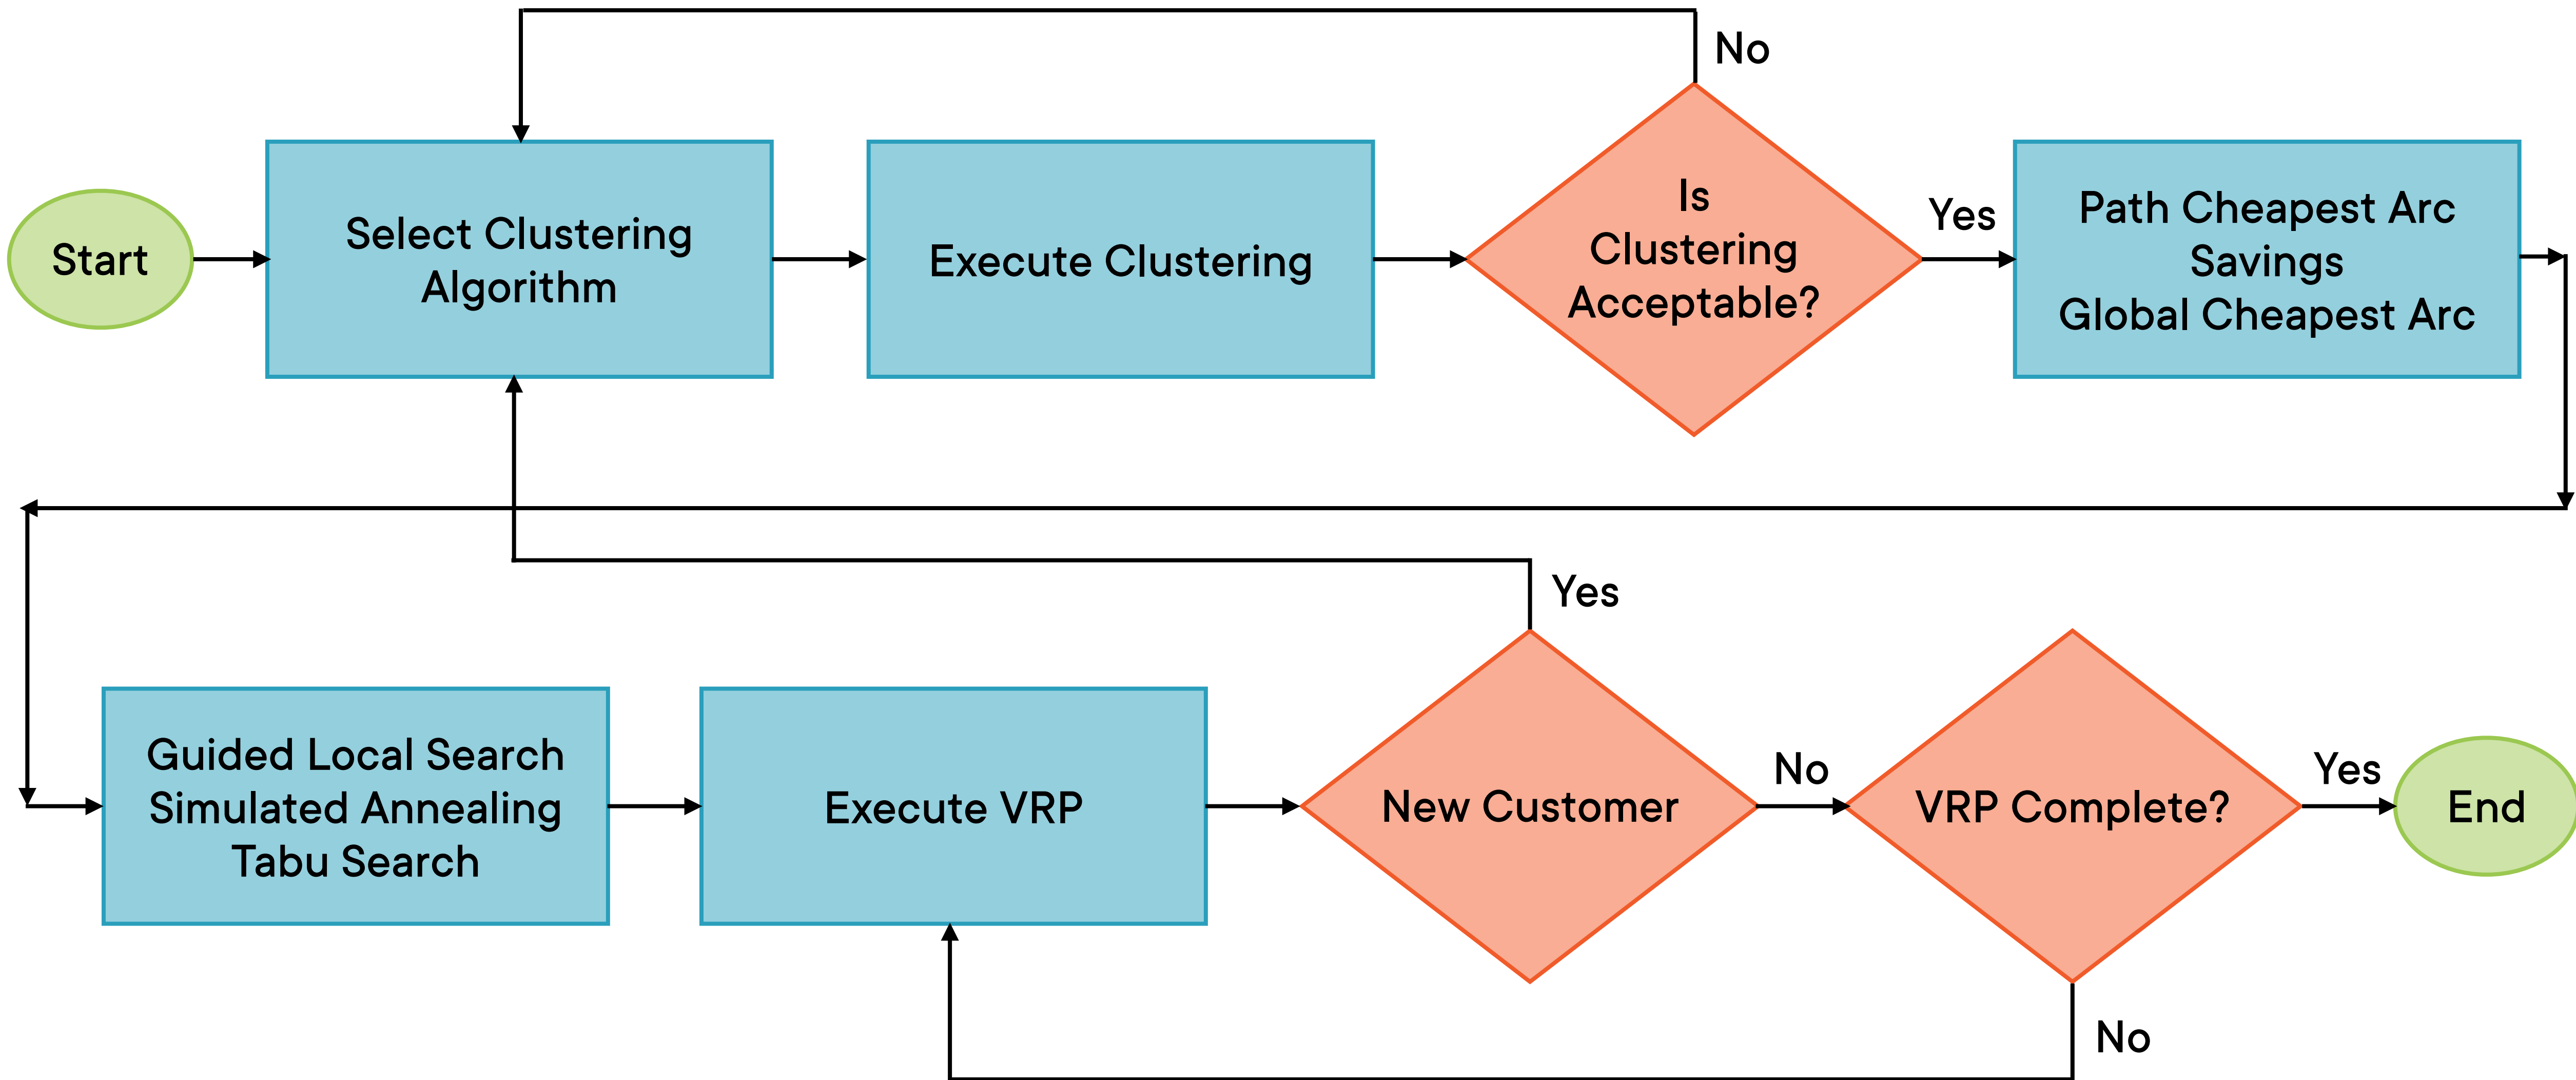 No
Start
Select Clustering
Algorithm
Execute Clustering
Is
Clustering
Acceptable?
Yes
Path Cheapest Arc
Savings
Global Cheapest Arc
Yes
Guided Local Search
Simulated Annealing
Tabu Search
Execute VRP
New Customer
No
VRP Complete?
Yes
End
No